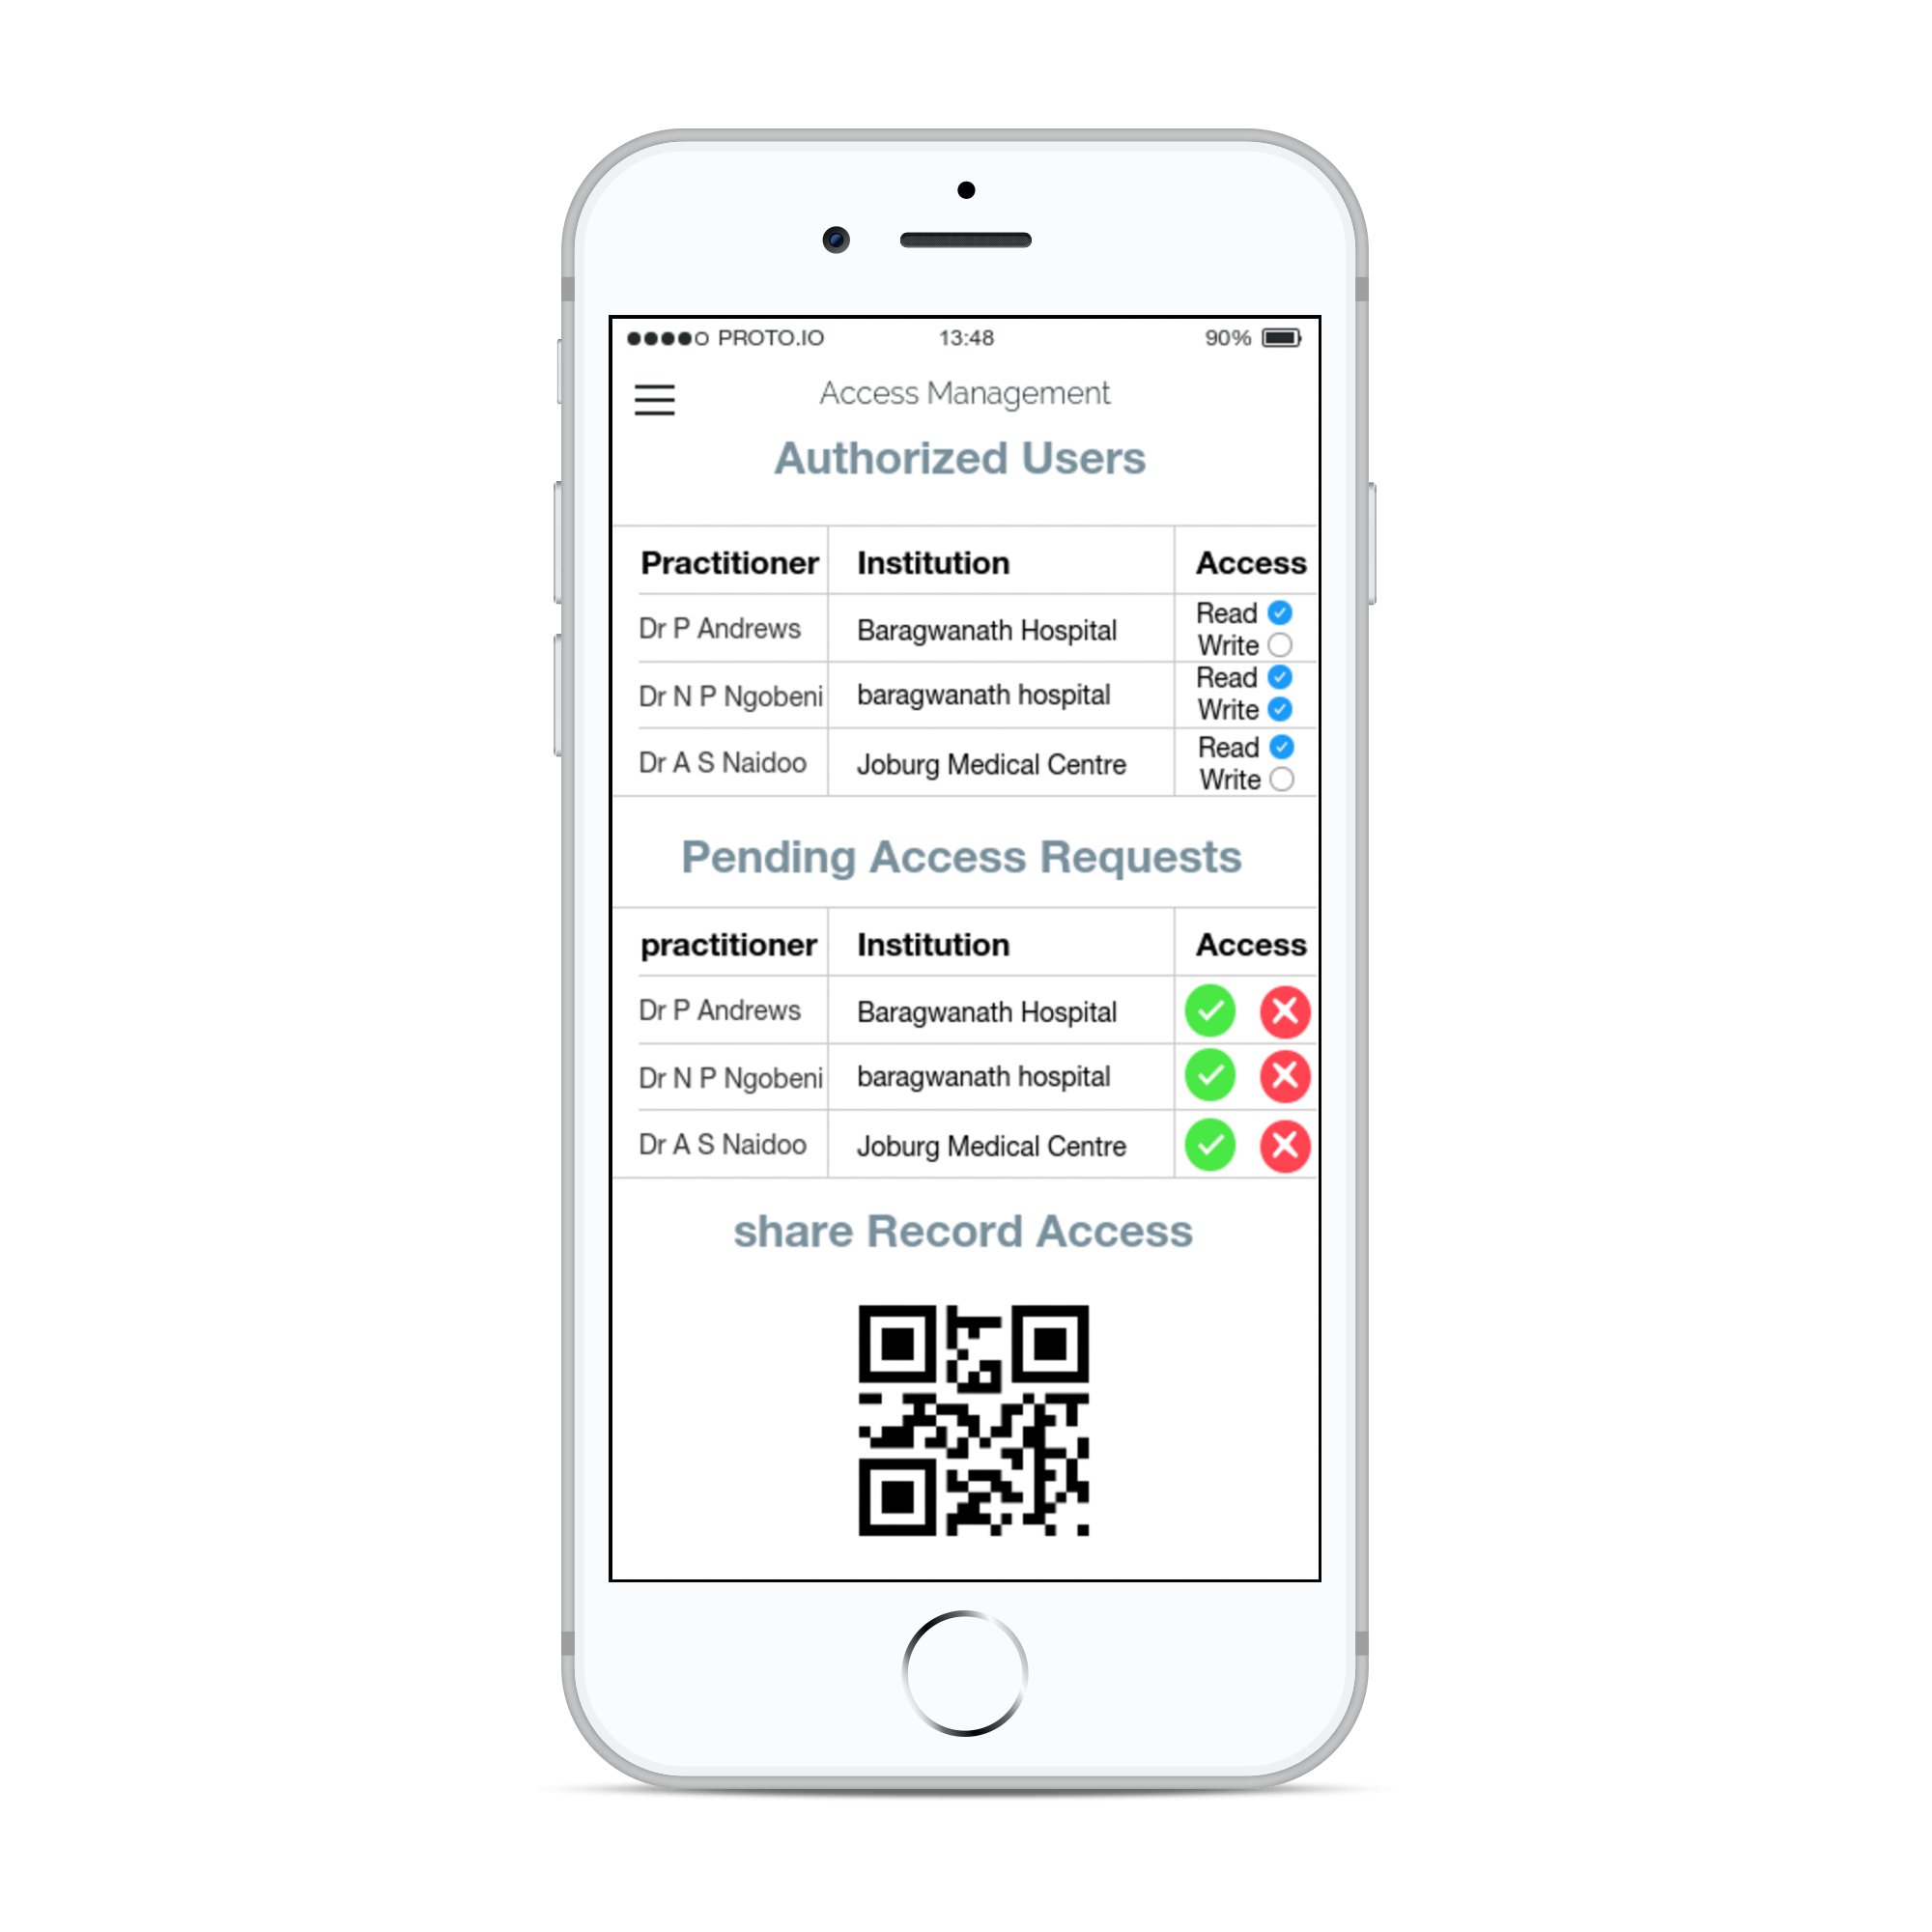 PROTO.IO 13:48 90%
Access Management
Authorized Users
Practitioner Institution Access
Dr P Andrews Baragwanath Hospital Read
Write
Dr N P Ngobeni baragwanath hospital Read
Write
Dr A S Naidoo Joburg Medical Centre Read
Write
Pending Access Requests
practitioner Institution Access
Dr P Andrews Baragwanath Hospital
Dr N P Ngobeni baragwanath hospital
Dr A S Naidoo Joburg Medical Centre
share Record Access